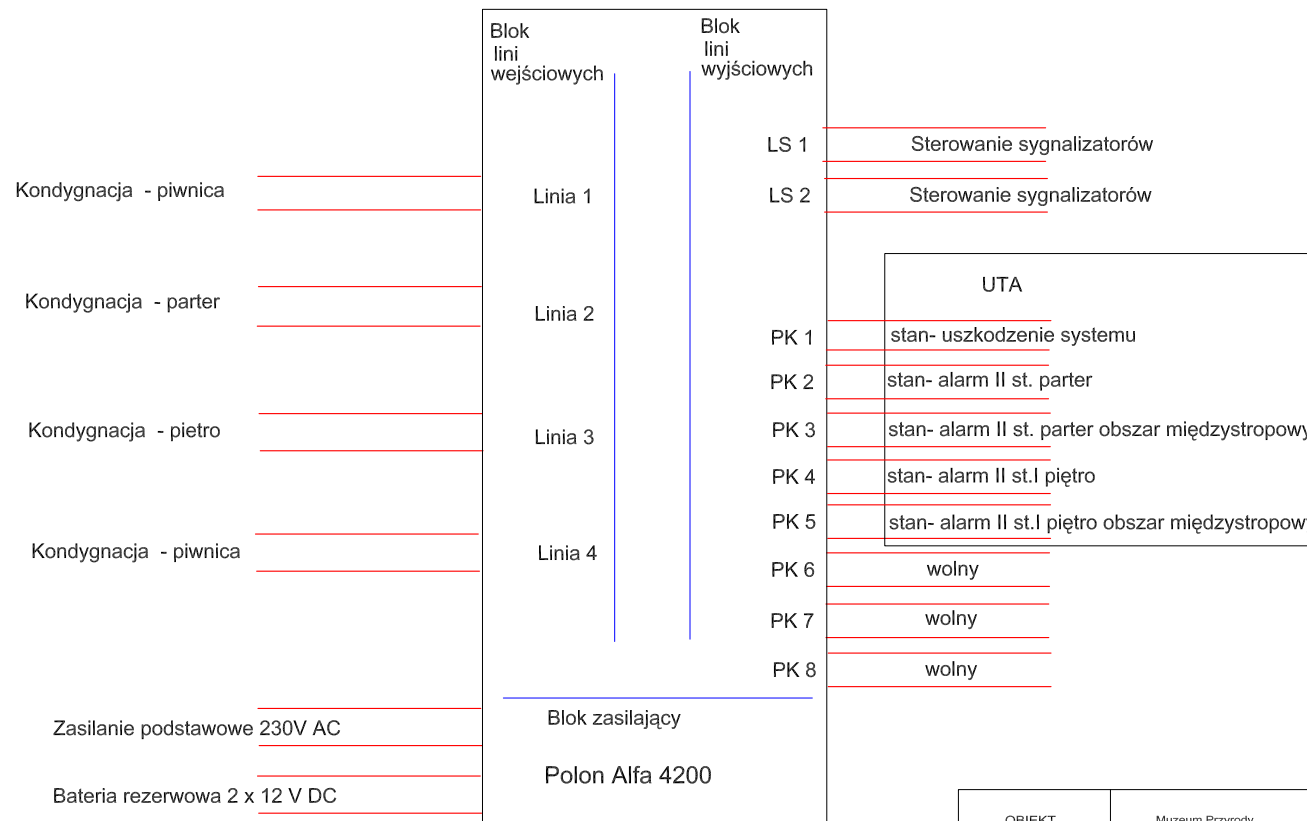 Blok
lini
wejściowych
Blok
lini
wyjściowych
Kondygnacja - piwnica
Kondygnacja - parter
Kondygnacja - pietro
Kondygnacja - piwnica
Linia 1
Linia 2
Linia 3
Linia 4
LS 1
Sterowanie sygnalizatorów
LS 2
Sterowanie sygnalizatorów
UTA
PK 1
stan- uszkodzenie systemu
PK 2
stan- alarm II st. parter
PK 3
stan- alarm II st. parter obszar międzystropowy
PK 4
stan- alarm II st.I piętro
PK 5
stan- alarm II st.I piętro obszar
PK 6
wolny
PK 7
wolny
PK 8
wolny
Zasilanie podstawowe 230V AC
Bateria rezerwowa 2 x 12 V DC
Blok zasilający
Polon Alfa 4200
OBIEKT
Muzeum Przyrody